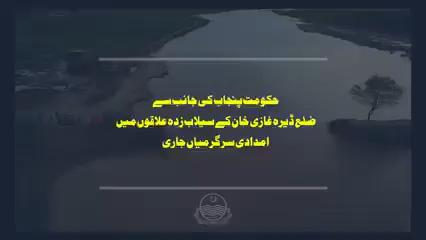 حکومت پنجاب کی جانب سے
ضلع ڈیرہ غازی خان کے سیلاب زدہ علاقوں میں
امدادی سرگرمیاں جاری